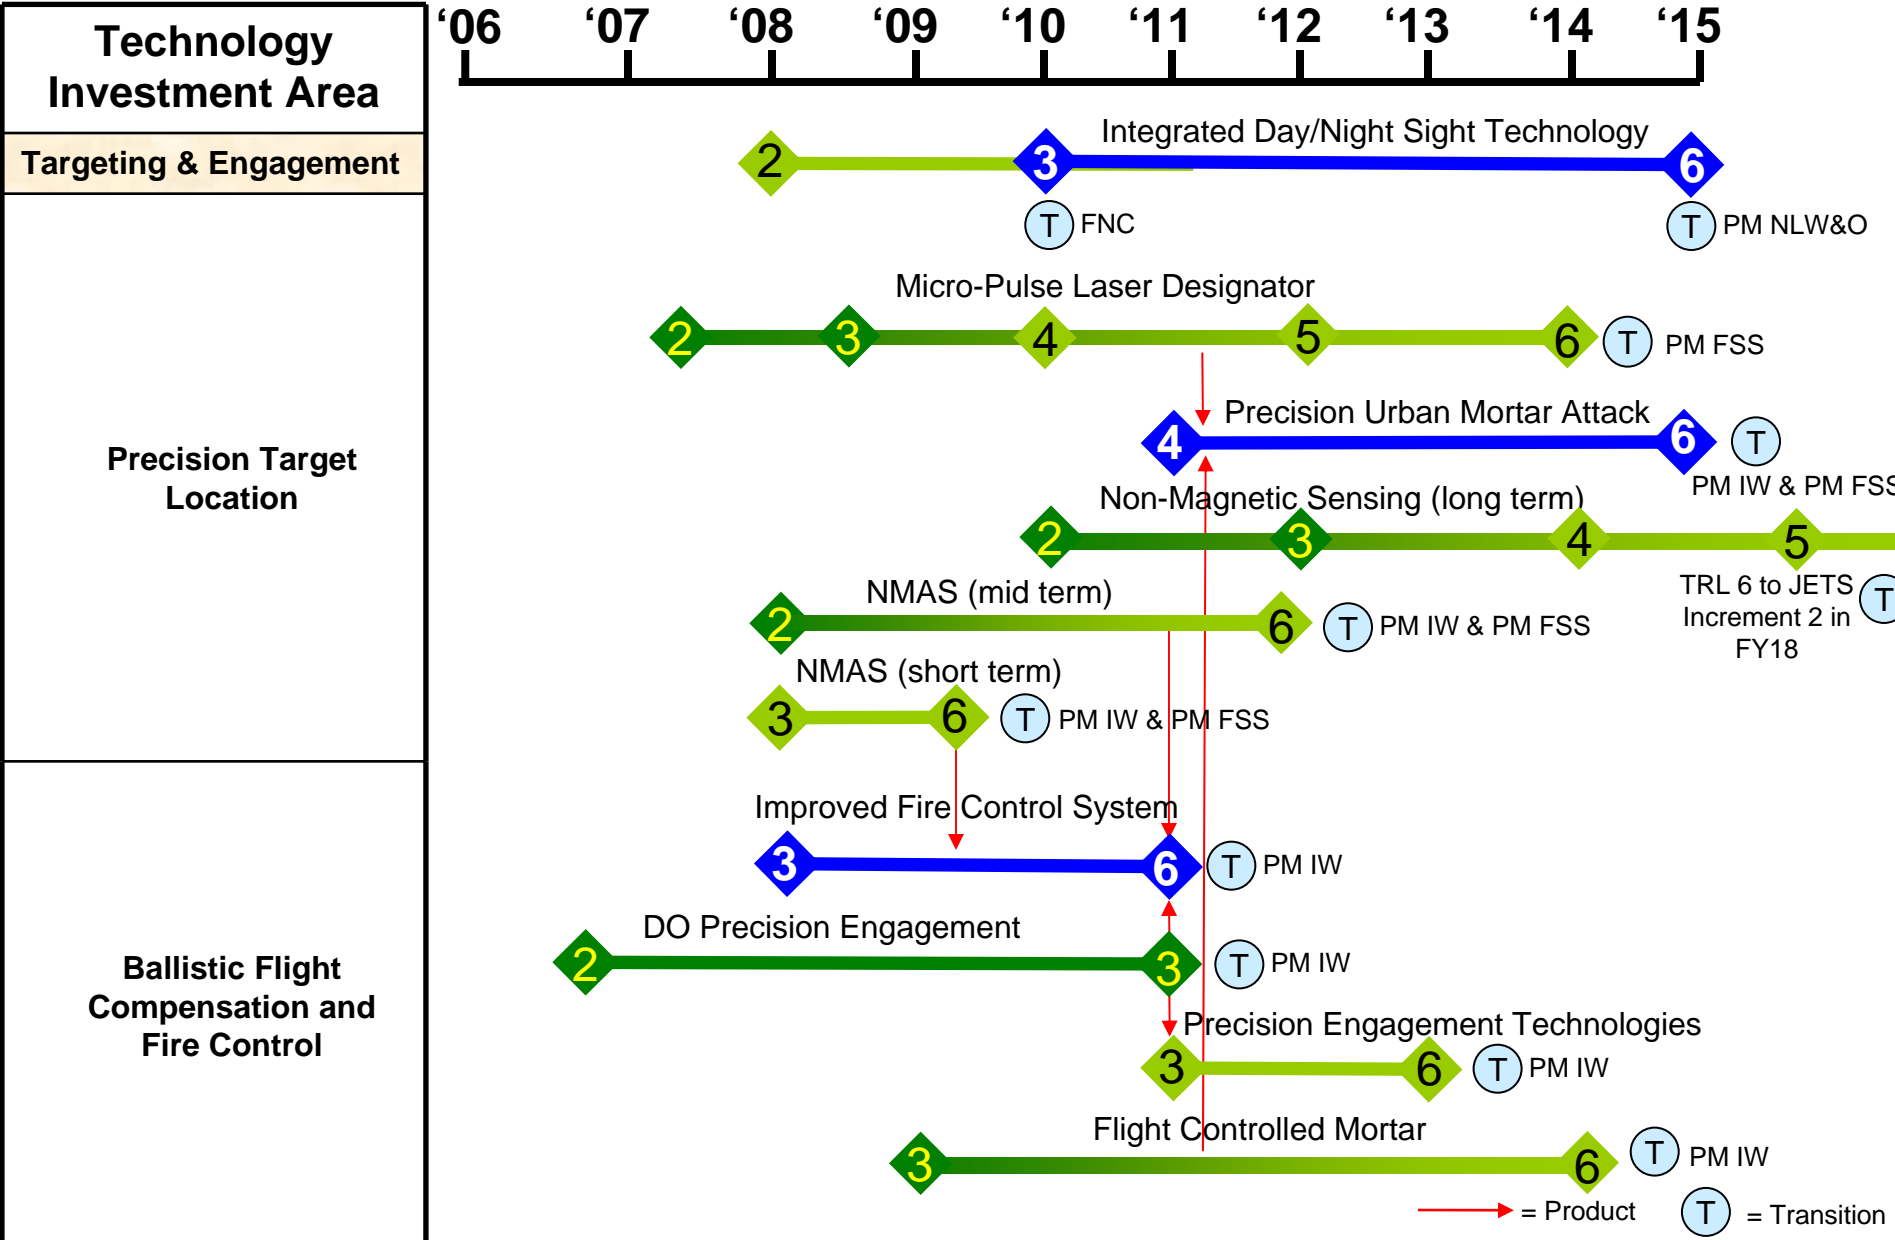 Technology
Investment Area
‘06 ‘07 ‘08 ‘09 ‘10 ‘11 ‘12 ‘13 ‘14 ‘15
Targeting & Engagement
Integrated Day/Night Sight Technology
2 3 6
T FNC T PM NLW&O
Precision Target
Location
Micro-Pulse Laser Designator
2 3 4 5 6 T PM FSS
Precision Urban Mortar Attack
4 6 T
PM IW & PM FSS
Non-Magnetic Sensing (long term)
2 3 4 5
TRL 6 to JETS T
Increment 2 in
FY18
NMAS (mid term)
2 6 T PM IW & PM FSS
NMAS (short term)
3 6 T PM IW & PM FSS
Ballistic Flight
Compensation and
Fire Control
Improved Fire Control System
3 6 T PM IW
DO Precision Engagement
2 3 T PM IW
Precision Engagement Technologies
3 6 T PM IW
Flight Controlled Mortar
3 6 T PM IW
= Product T = Transition